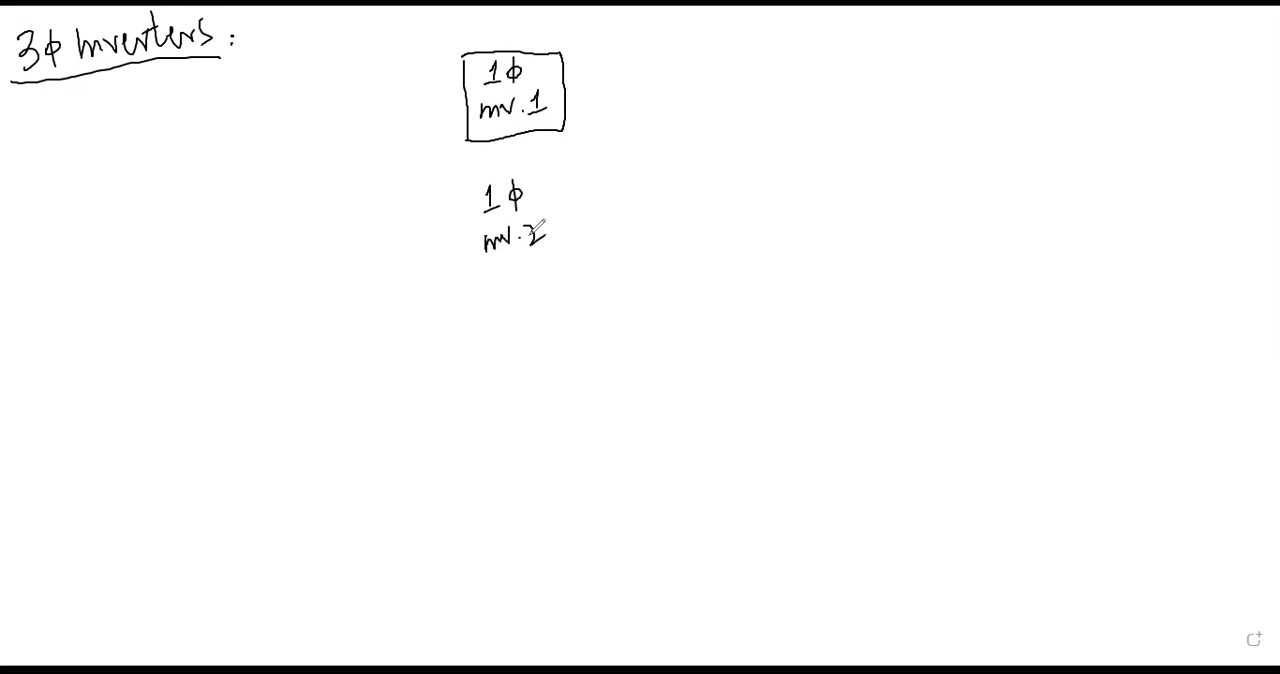 3ϕ Inverters :
1ϕ
inv. 1
1ϕ
inv. 2